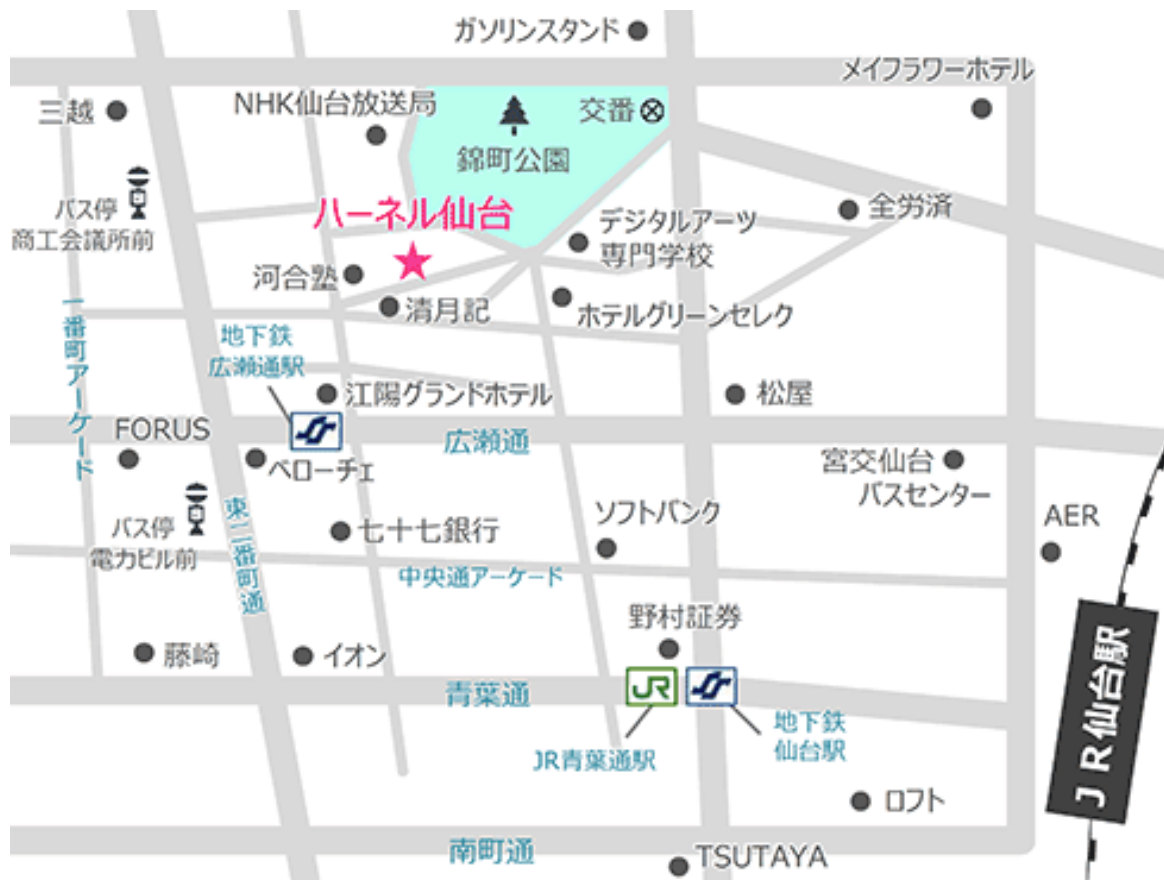 ガソリンスタンド
メイフラワーホテル
三越
NHK仙台放送局
交番
錦町公園
バス停
商工会議所前
ハーネル仙台
デジタルアーツ
専門学校
全労済
河合塾
清月記
ホテルグリーンセレク
一番町アーケード
地下鉄
広瀬通駅
江陽グランドホテル
松屋
FORUS
広瀬通
ベローチェ
宮交仙台
バスセンター
バス停
電力ビル前
東二番町通
七十七銀行
ソフトバンク
AER
中央通アーケード
野村証券
藤崎
イオン
青葉通
JR
JR青葉通駅
地下鉄
仙台駅
JR仙台駅
ロフト
南町通
TSUTAYA